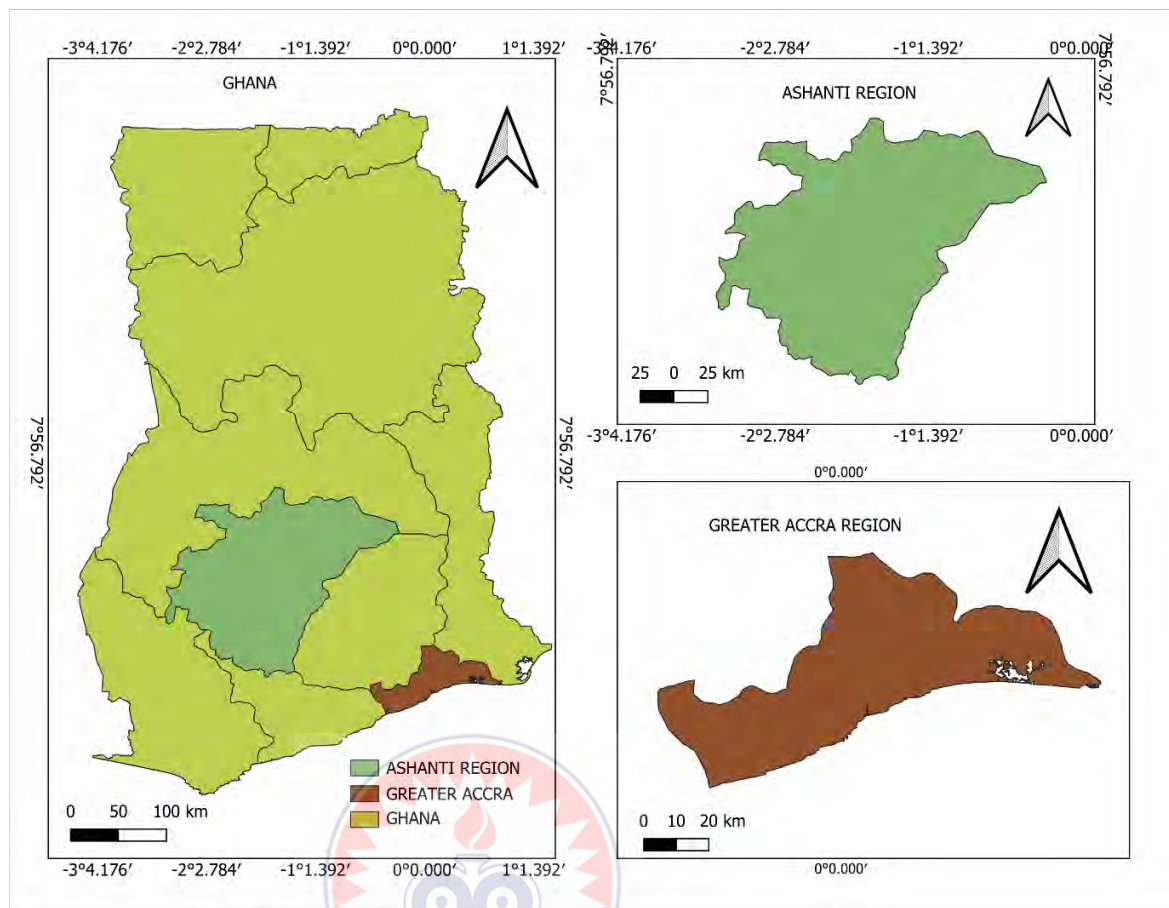 -3°4.176′ -2°2.784′ -1°1.392′ 0°0.000′ 1°1.392′
GHANA
7°56.792′
7°56.792′
ASHANTI REGION
GREATER ACCRA
GHANA
0 50 100 km
-3°4.176′ -2°2.784′ -1°1.392′ 0°0.000′ 1°1.392′
-2°2.784′ -1°1.392′ 0°0.000′
7°56.792′
7°56.792′
ASHANTI REGION
25 0 25 km
-3°4.176′ -2°2.784′ -1°1.392′ 0°0.000′
0°0.000′
GREATER ACCRA REGION
0 10 20 km
0°0.000′